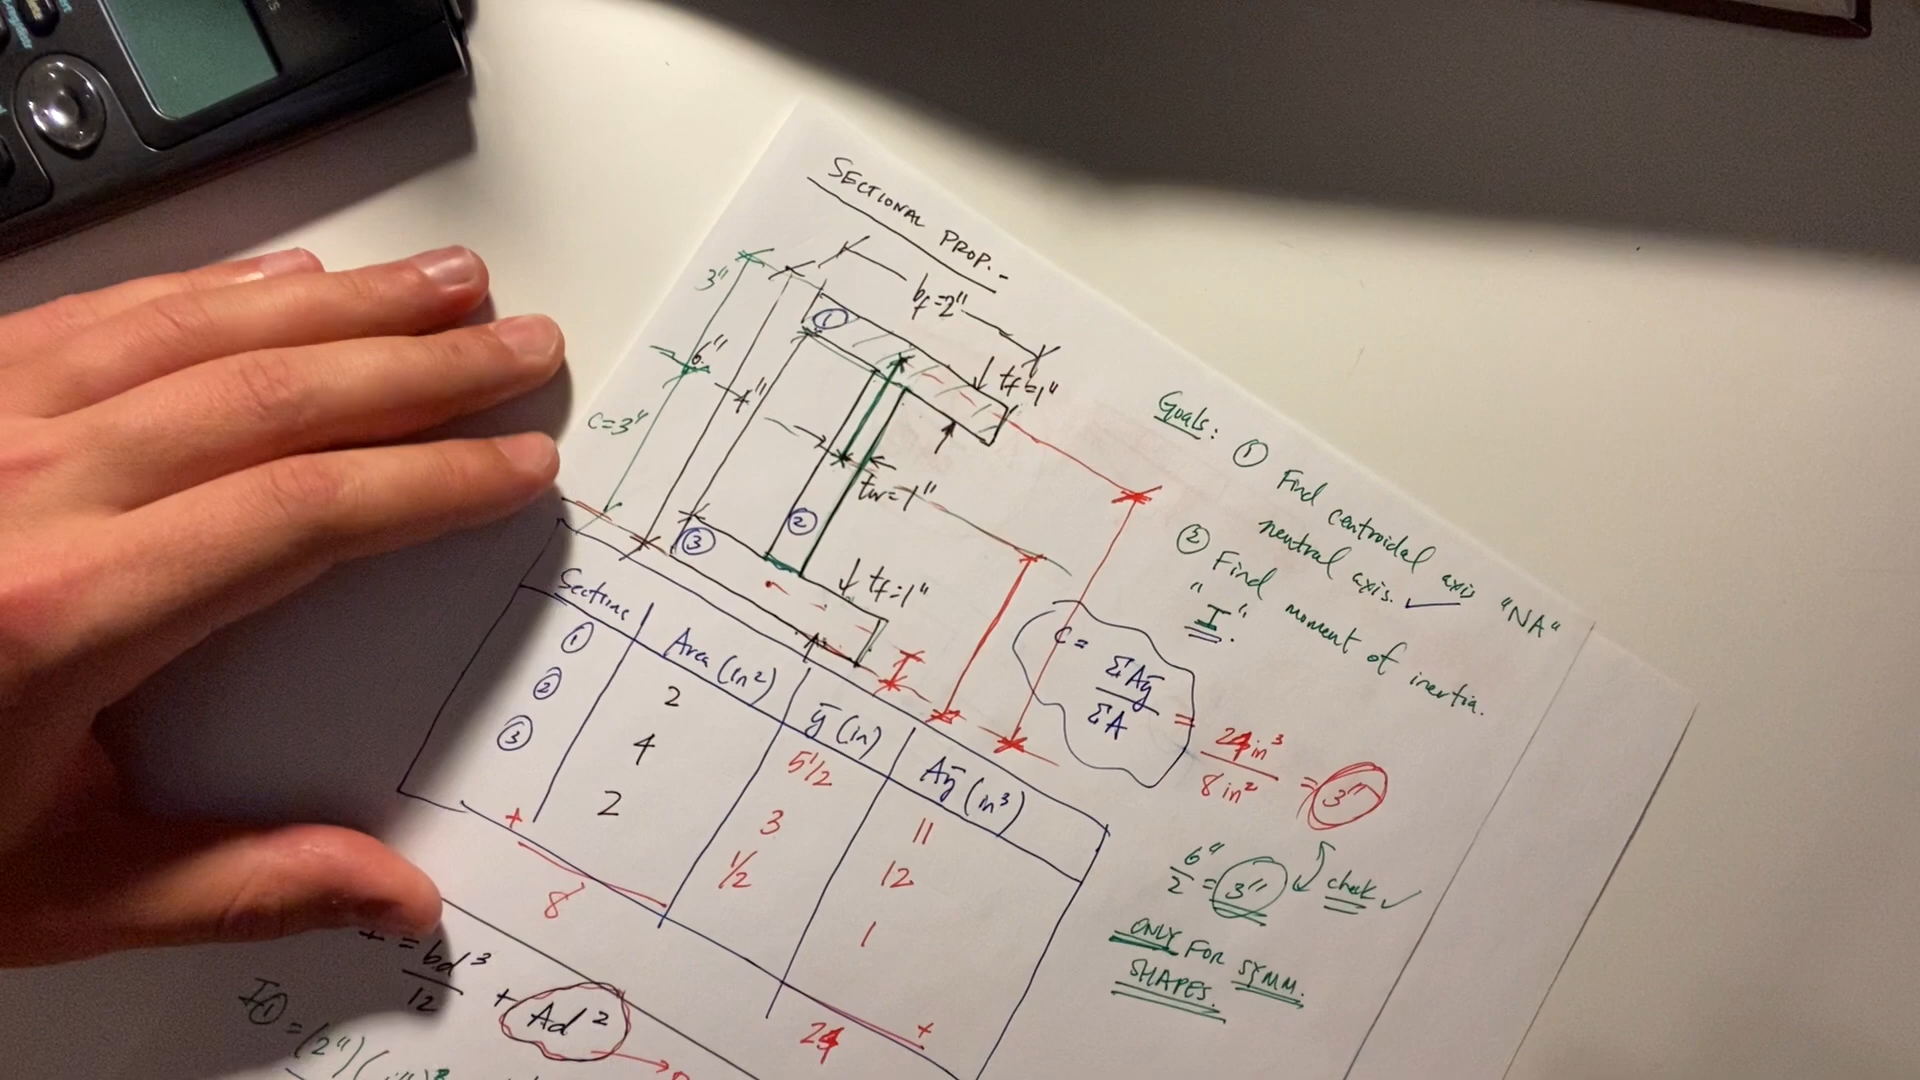 SECTIONAL PROP.-
bf=2"
3"
6"
4"
c=3"
①
tf=1"
tw=1"
②
③
tf=1"
Goals: ① Find centroidal axis "NA"
neutral axis. ✓
② Find moment of inertia.
"I".
Section Area (in²) ȳ (in) Aȳ (in³)
① 2 5 1/2 11
② 4 3 12
③ 2 1/2 1
+ 8 24 +
c = ΣAȳ / ΣA = 24 in³ / 8 in² = 3"
6"/2 = 3" check ✓
ONLY FOR SYMM.
SHAPES.
= bd³/12 + Ad²
I① = (2")(